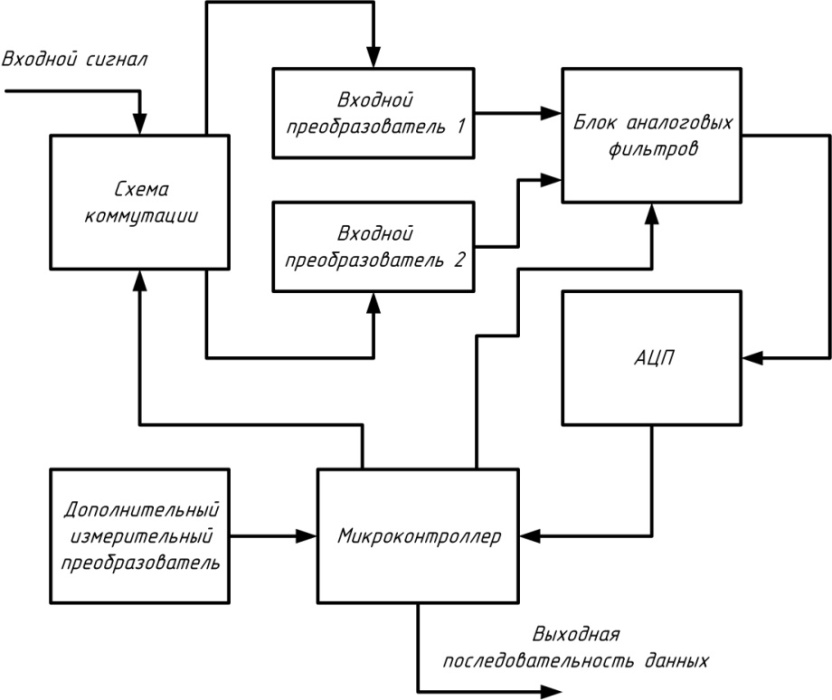 Входной сигнал
Входной
преобразователь 1
Блок аналоговых
фильтров
Схема
коммутации
Входной
преобразователь 2
АЦП
Дополнительный
измерительный
преобразователь
Микроконтроллер
Выходная
последовательность данных